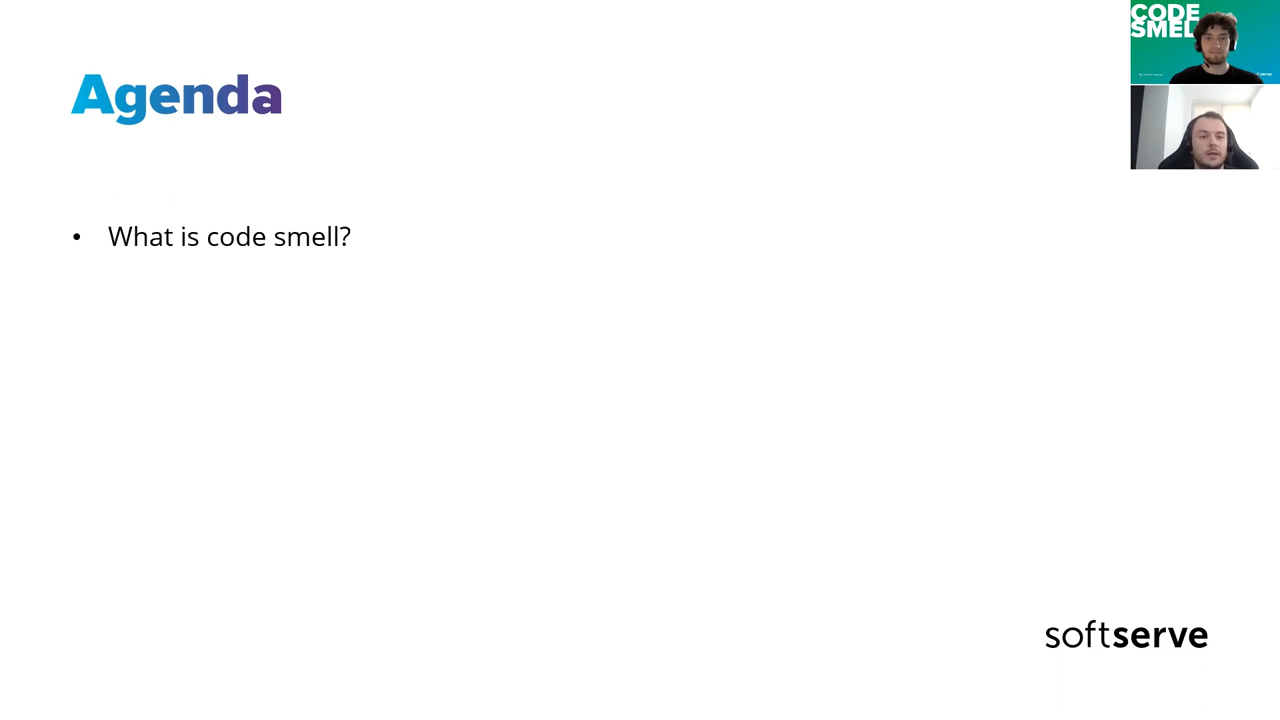 CODE
SMEL
Agenda
• What is code smell?
softserve